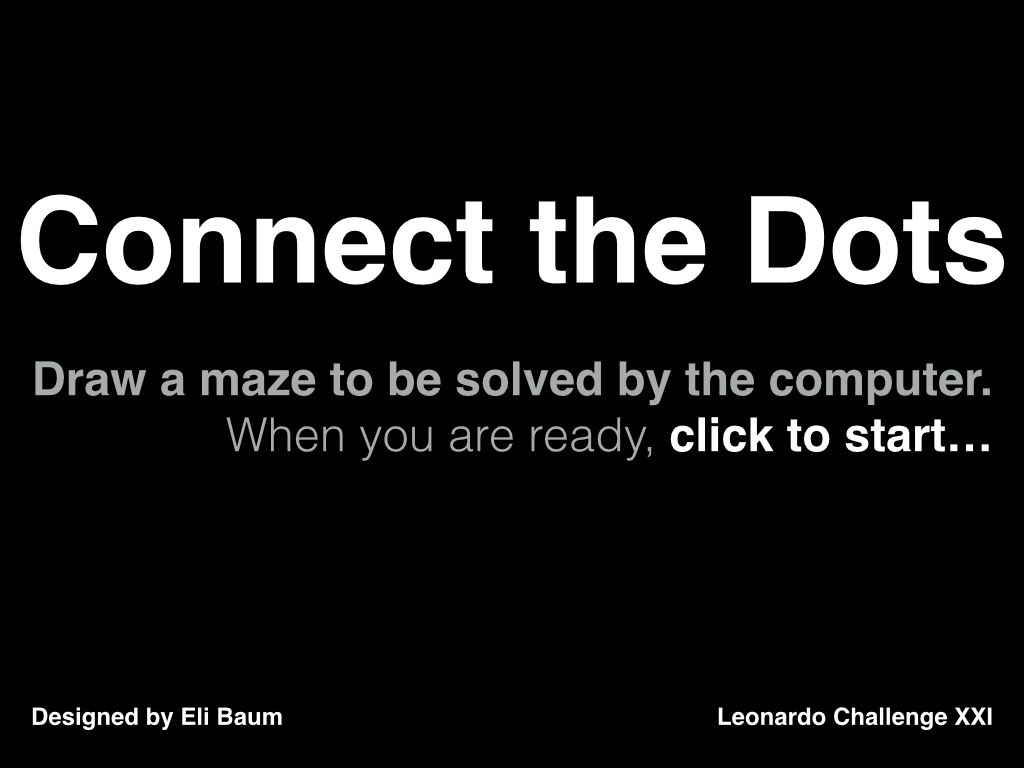 Connect the Dots
Draw a maze to be solved by the computer.
When you are ready, click to start…
Designed by Eli Baum
Leonardo Challenge XXI